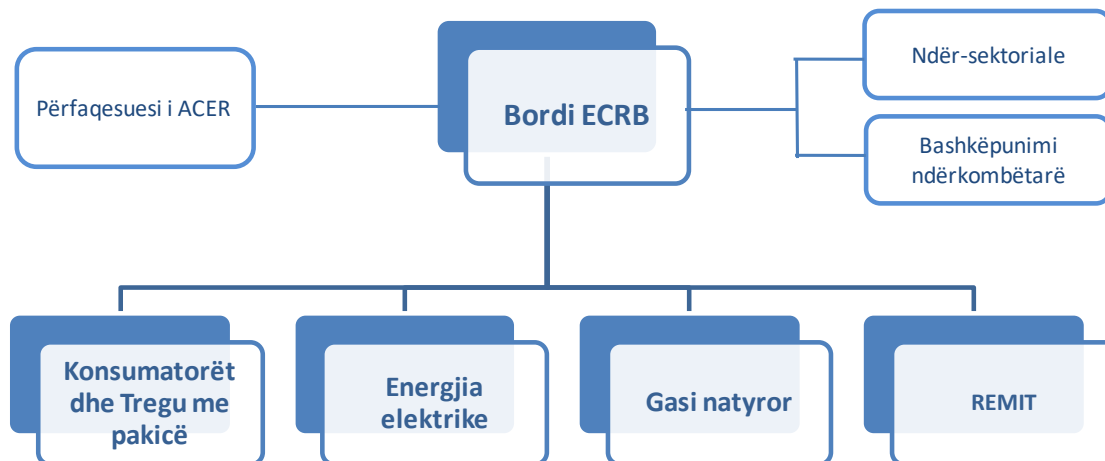 Përfaqesuesi i ACER
Bordi ECRB
Ndër-sektoriale
Bashkëpunimi
ndërkombëtarë
Konsumatorët
dhe Tregu me
pakicë
Energjia
elektrike
Gasi natyror
REMIT